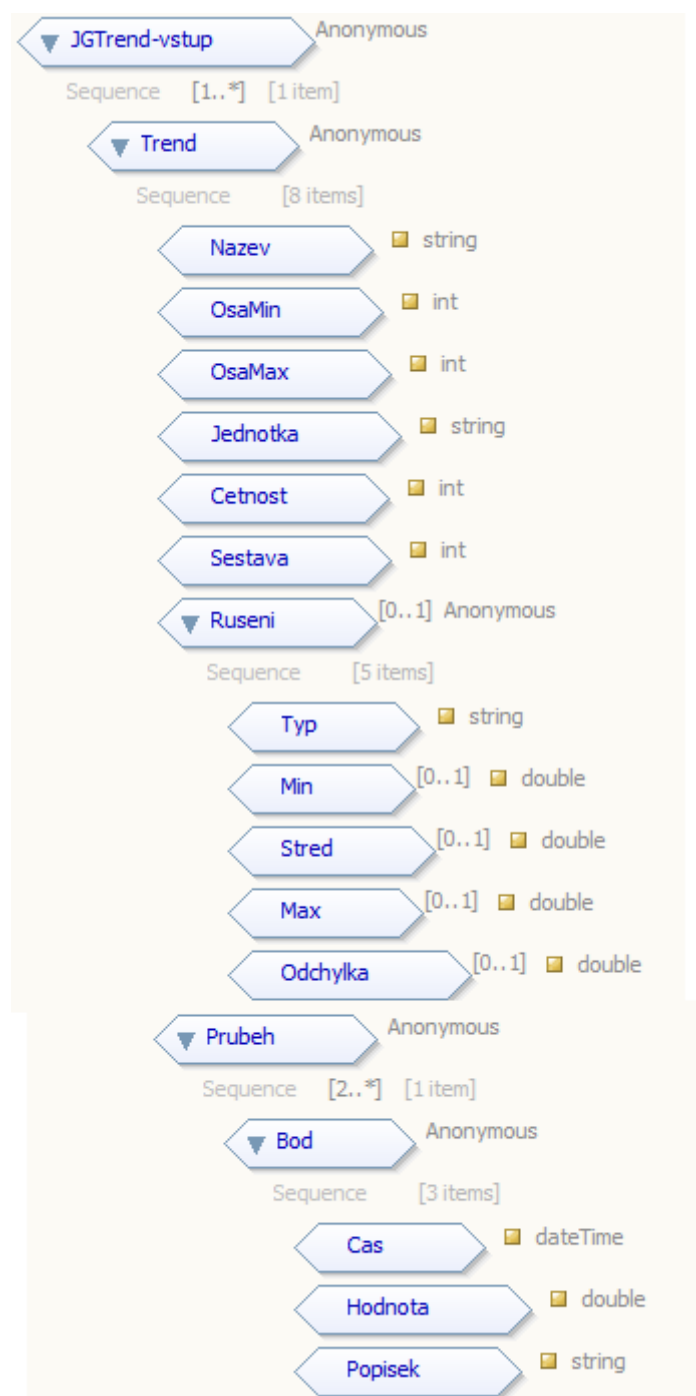 JGTrend-vstup Anonymous
Sequence [1..*] [1 item]
Trend Anonymous
Sequence [8 items]
Nazev string
OsaMin int
OsaMax int
Jednotka string
Cetnost int
Sestava int
Ruseni [0..1] Anonymous
Sequence [5 items]
Typ string
Min [0..1] double
Stred [0..1] double
Max [0..1] double
Odchylka [0..1] double
Prubeh Anonymous
Sequence [2..*] [1 item]
Bod Anonymous
Sequence [3 items]
Cas dateTime
Hodnota double
Popisek string